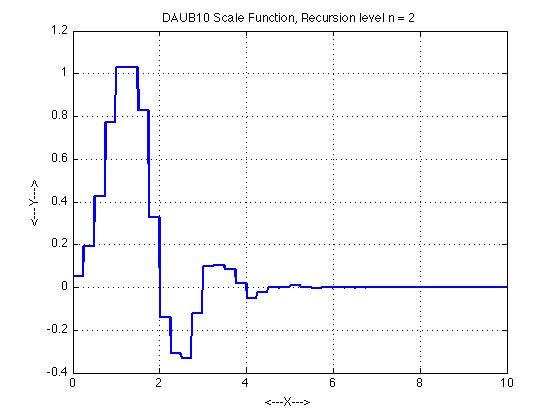 DAUB10 Scale Function, Recursion level n = 2
1.2
1
0.8
0.6
0.4
0.2
0
-0.2
-0.4
<---Y--->
0 2 4 6 8 10
<---X--->